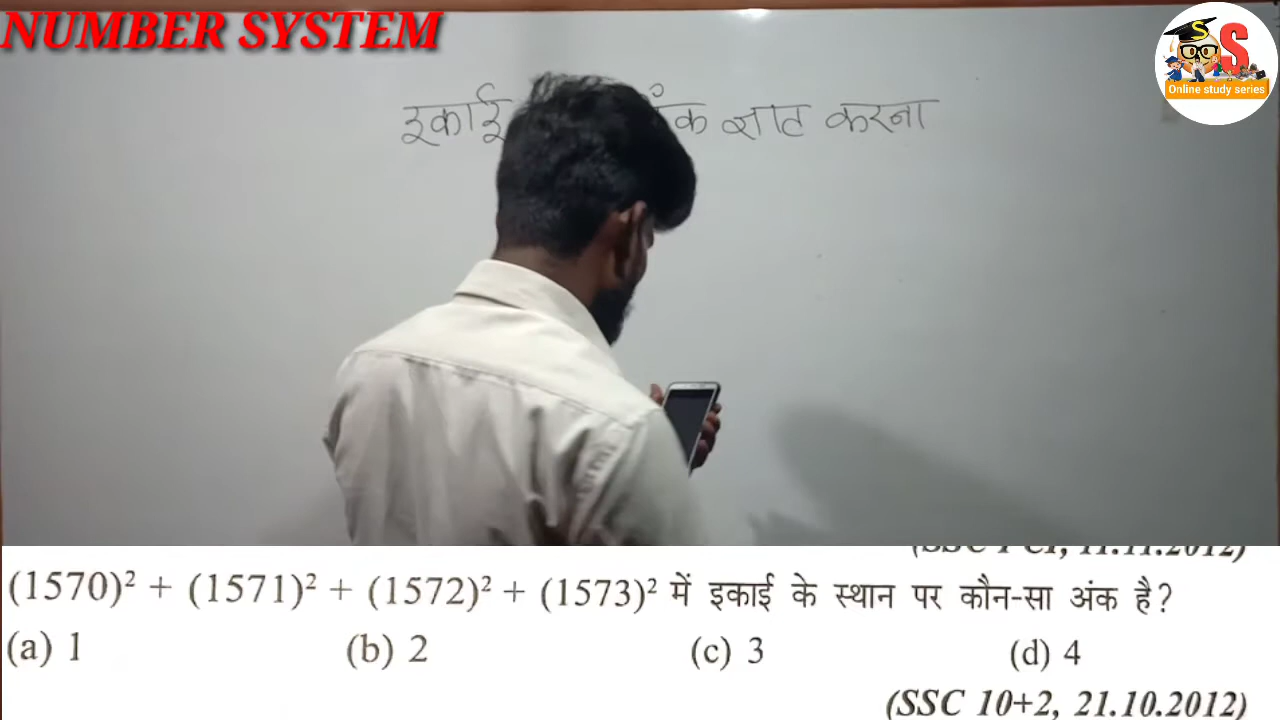 NUMBER SYSTEM
S
S
Online study series
इकाई ंक ज्ञाट करना
(1570)² + (1571)² + (1572)² + (1573)² में इकाई के स्थान पर कौन-सा अंक है?
(a) 1 (b) 2 (c) 3 (d) 4
(SSC 10+2, 21.10.2012)